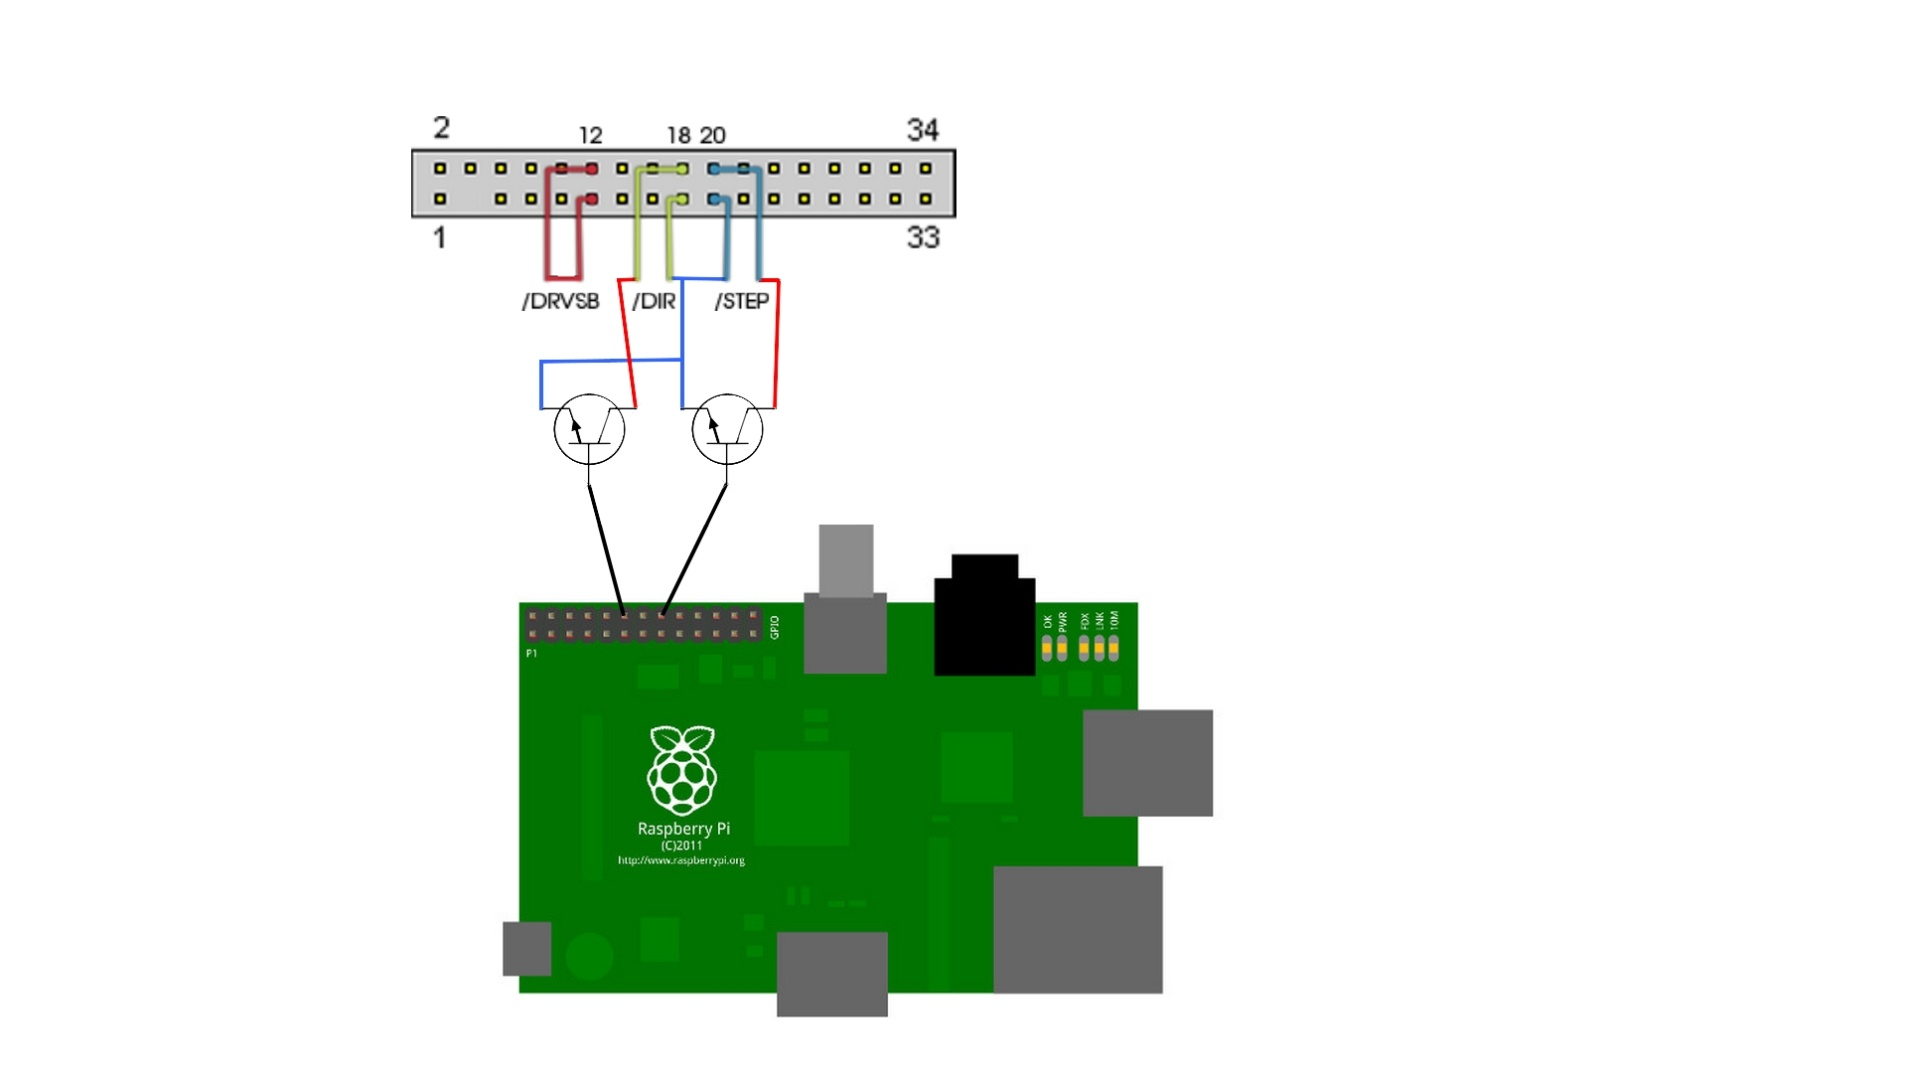 2
34
12
18 20
1
33
/DRVSB
/DIR
/STEP
P1
GPIO
OK
PWR
FDX
LNK
10M
Raspberry Pi
(C)2011
http://www.raspberrypi.org